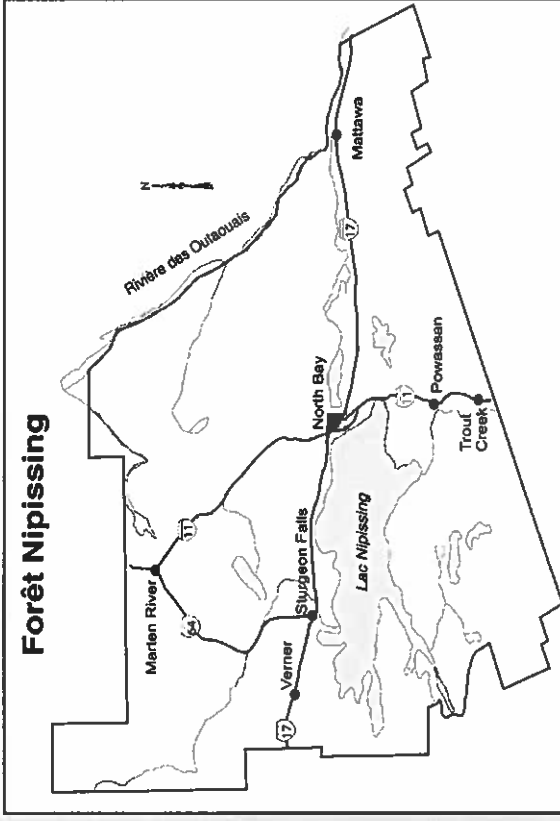 Forêt Nipissing
N
Rivière des Outaouais
Marten River
11
64
North Bay
Mattawa
17
Sturgeon Falls
Verner
17
Lac Nipissing
11
Powassan
Trout
Creek